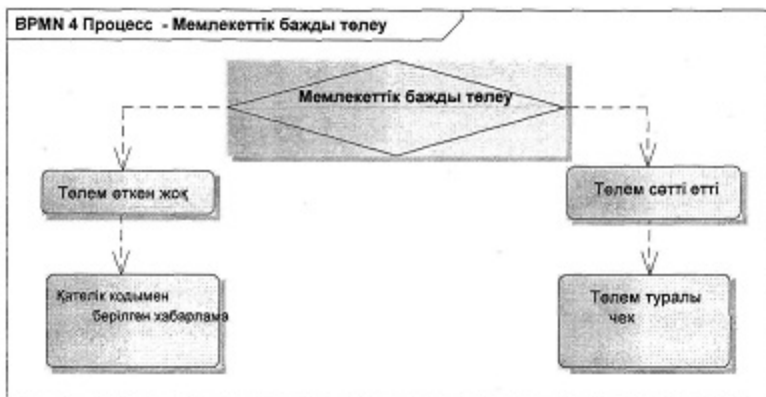 BPMN 4 Процесс - Мемлекеттік бажды төлеу
Мемлекеттік бажды төлеу
Төлем өткен жоқ
Төлем сәтті өтті
Қателік кодымен
берілген хабарлама
Төлем туралы
чек